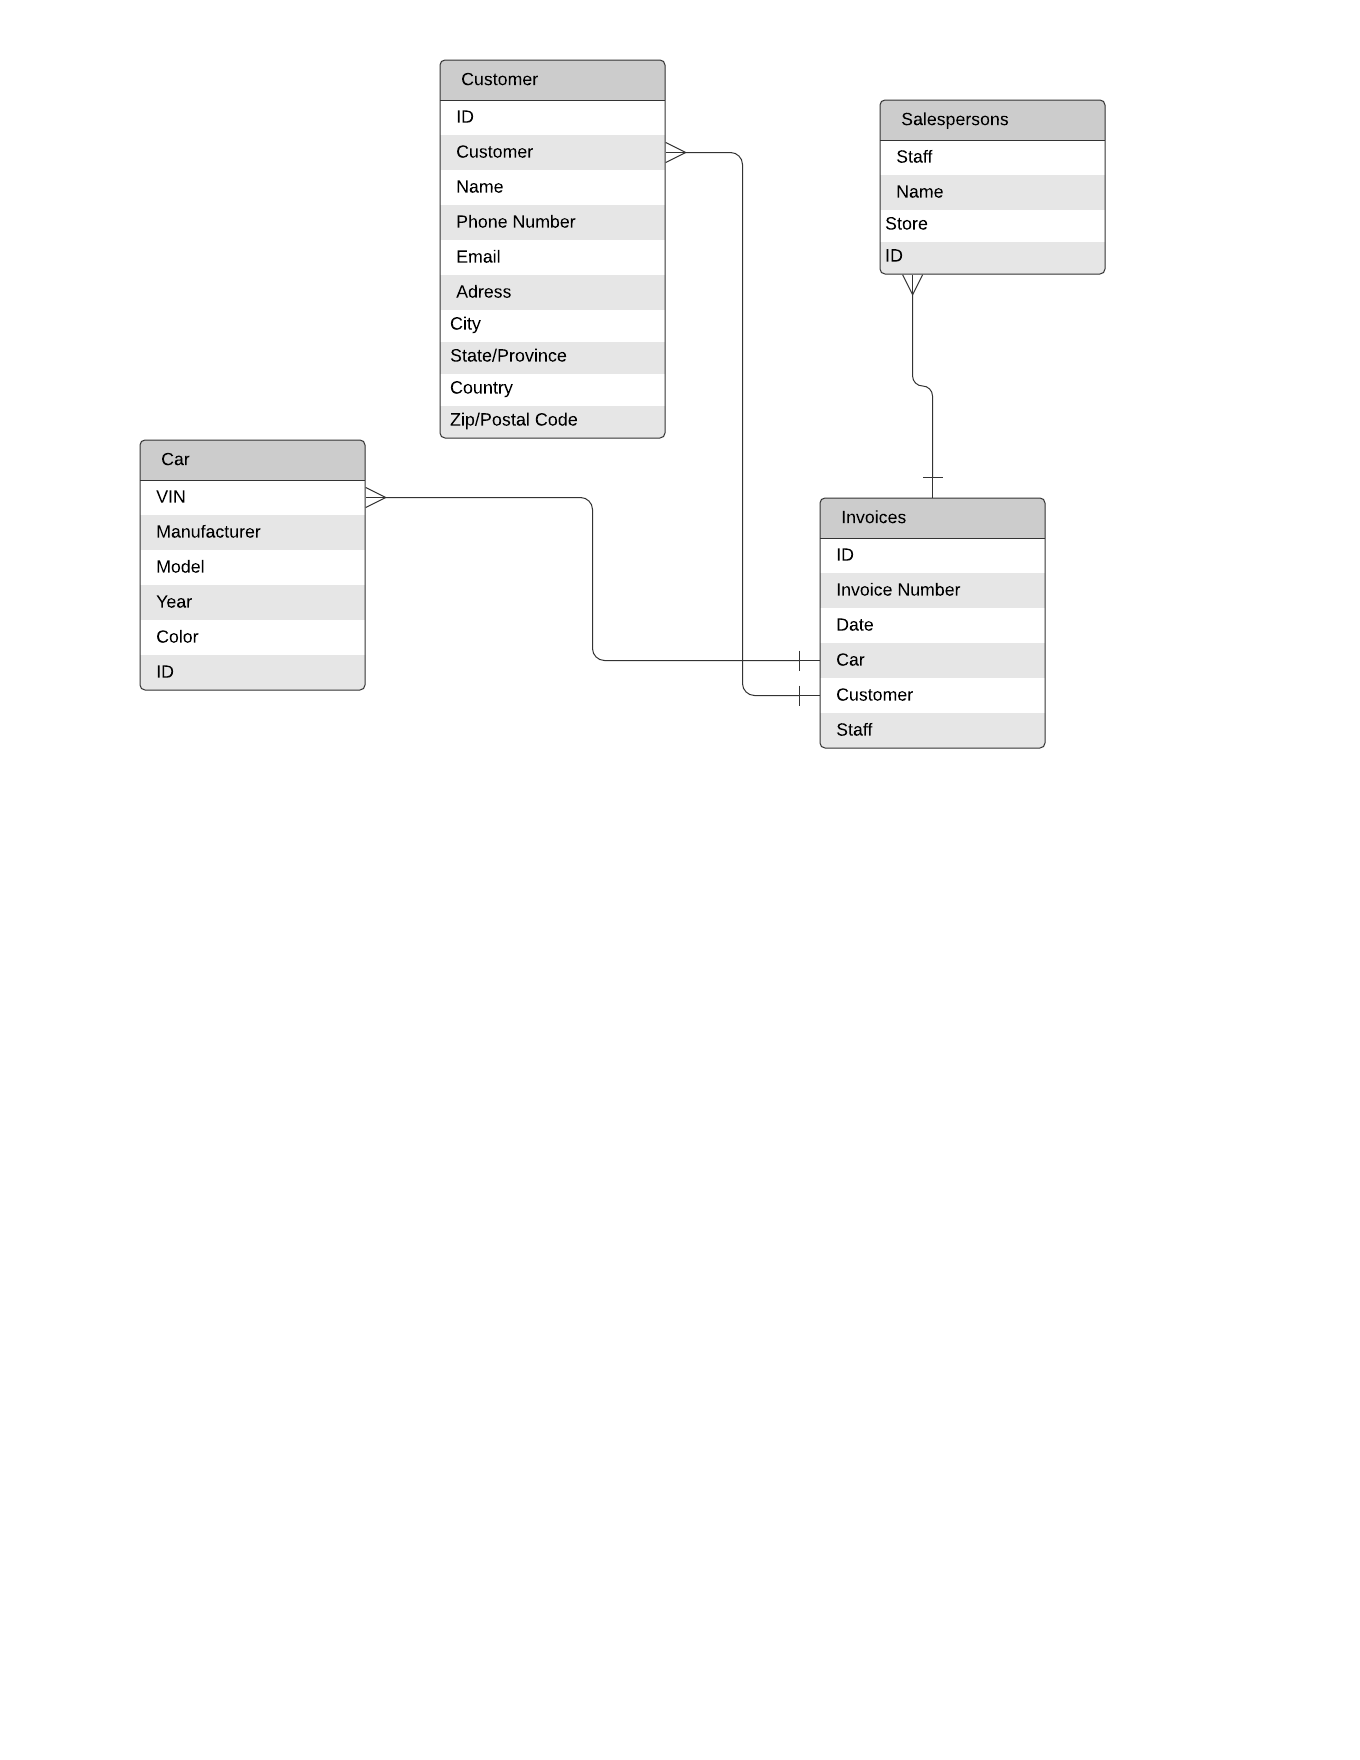 Customer
ID
Customer
Name
Phone Number
Email
Adress
City
State/Province
Country
Zip/Postal Code
Salespersons
Staff
Name
Store
ID
Car
VIN
Manufacturer
Model
Year
Color
ID
Invoices
ID
Invoice Number
Date
Car
Customer
Staff